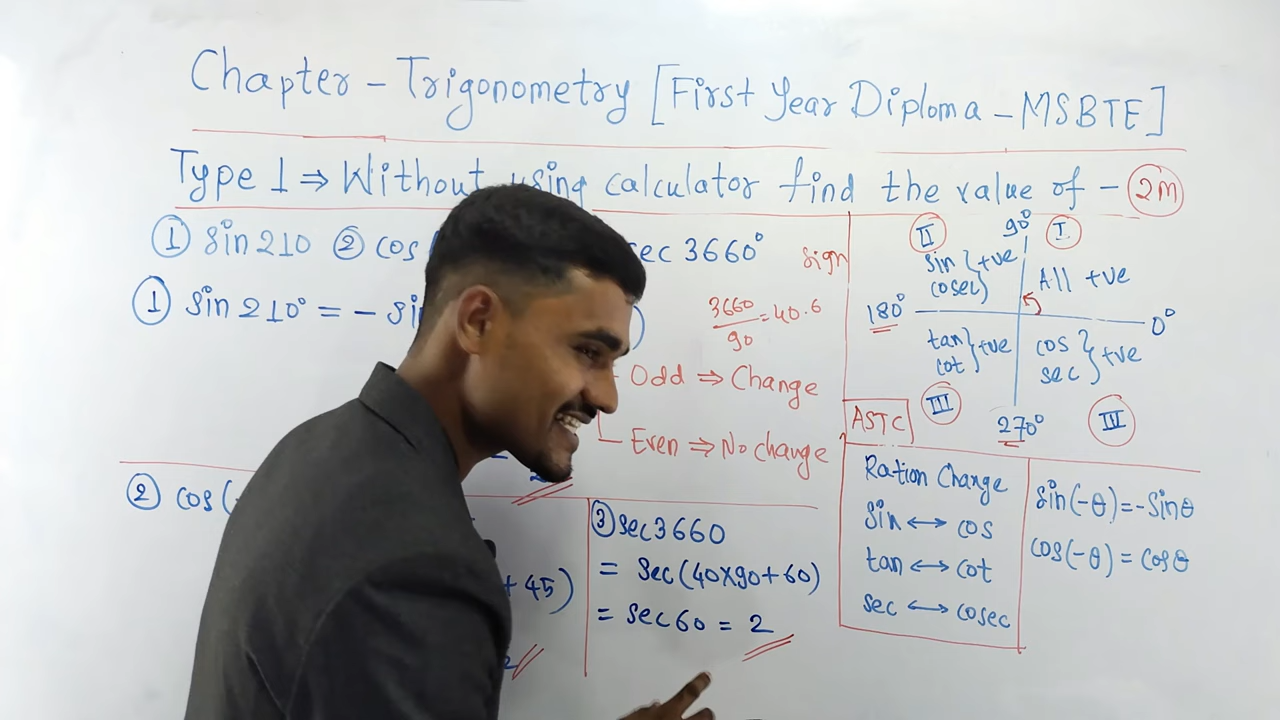 Chapter - Trigonometry [First Year Diploma - MSBTE]
Type 1 ⇒ Without using calculator find the value of - 2M
① Sin 210 ② cos sec 3660°
① Sin 210° = - Si )
3660/90 = 40.6
Odd ⇒ Change
Even ⇒ No change
② cos(-
+ 45)
③ Sec 3660
= Sec(40×90+60)
= Sec 60 = 2
Sign
II 90° I
sin cosec } +ve All +ve
180° 0°
tan cot } +ve cos sec } +ve
III 270° III
ASTC
Ration Change
Sin ↔ cos
tan ↔ cot
sec ↔ cosec
Sin(-θ) = -Sinθ
cos(-θ) = cosθ